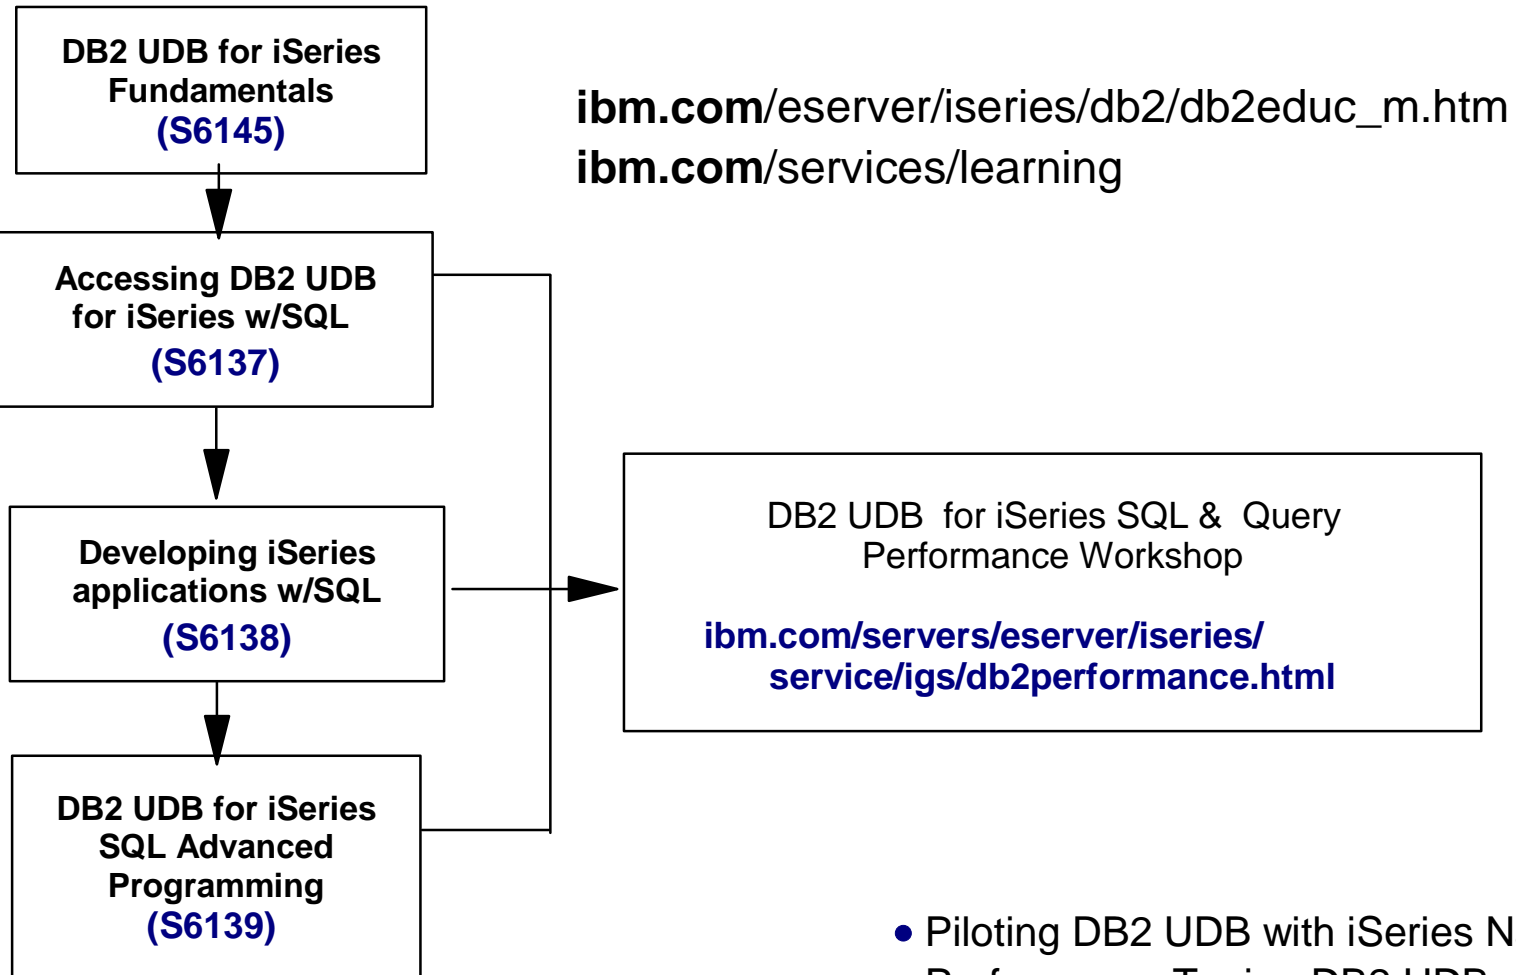 DB2 UDB for iSeries
Fundamentals
(S6145)
ibm.com/eserver/iseries/db2/db2educ_m.htm
ibm.com/services/learning
Accessing DB2 UDB
for iSeries w/SQL
(S6137)
Developing iSeries
applications w/SQL
(S6138)
DB2 UDB for iSeries SQL & Query
Performance Workshop
ibm.com/servers/eserver/iseries/
service/igs/db2performance.html
DB2 UDB for iSeries
SQL Advanced
Programming
(S6139)
• Piloting DB2 UDB with iSeries N
DB2 UDB